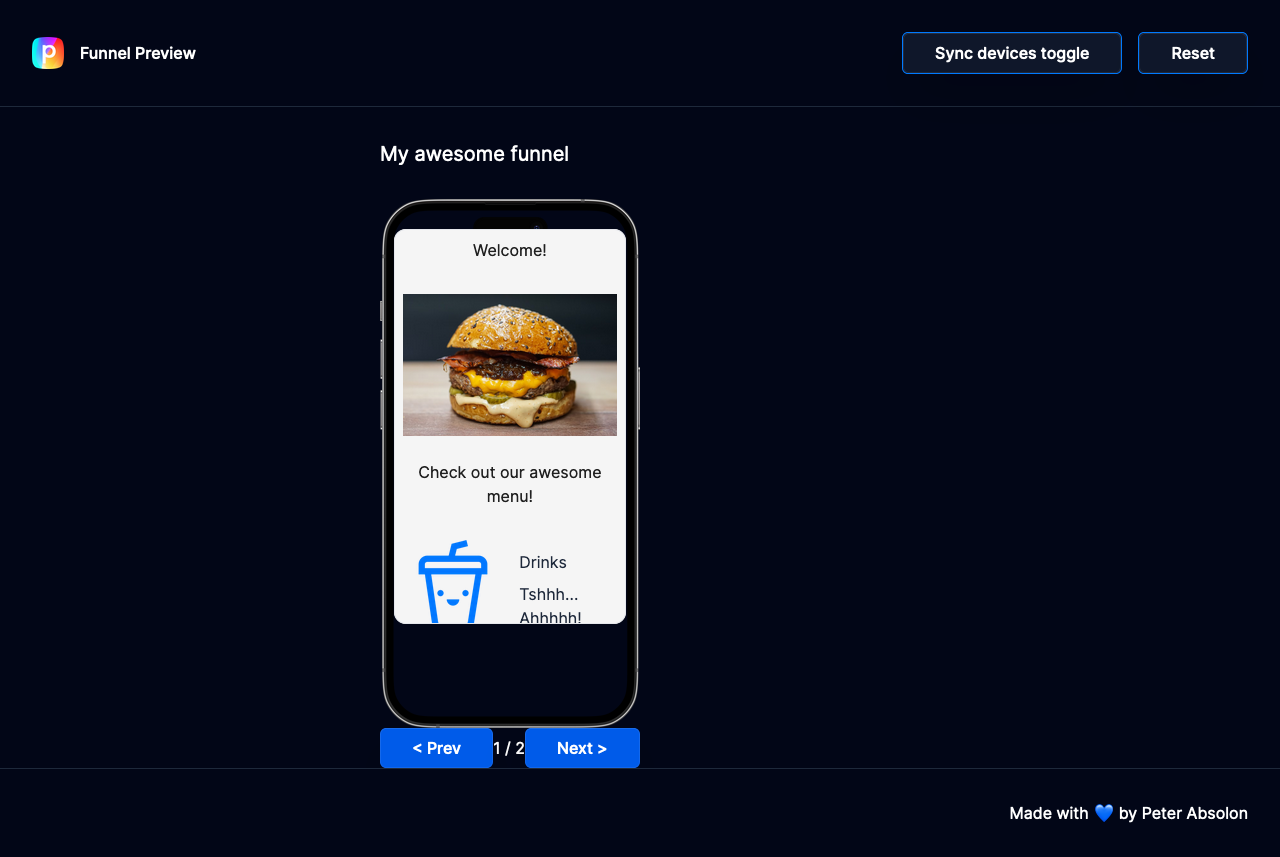 p Funnel Preview
Sync devices toggle
Reset
My awesome funnel
Welcome!
Check out our awesome
menu!
Drinks
Tshhh...
Ahhhhh!
< Prev
1 / 2
Next >
Made with 💙 by Peter Absolon